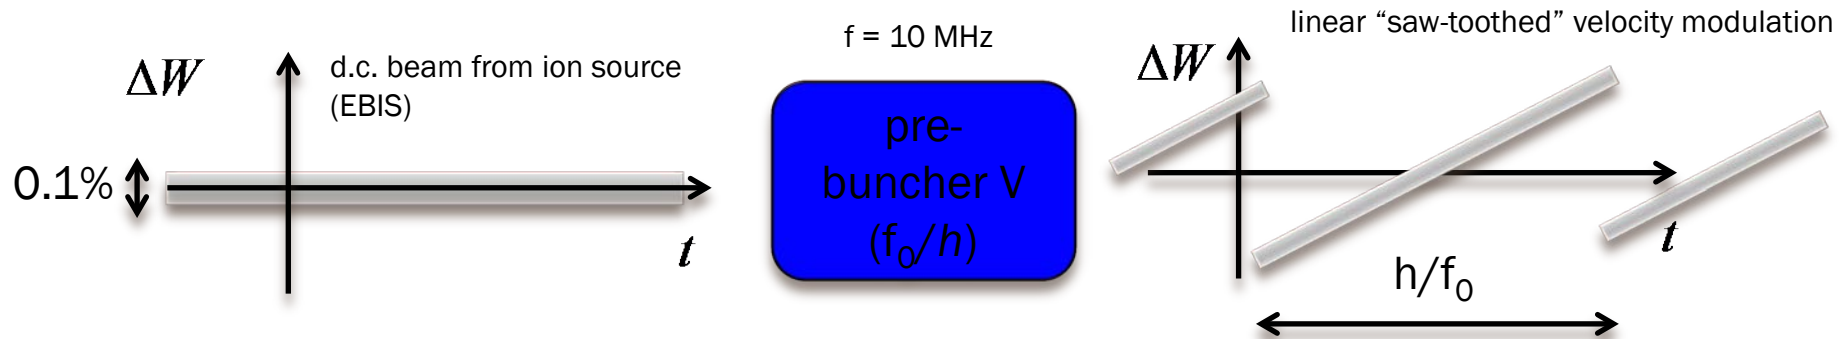 ΔW
d.c. beam from ion source
(EBIS)
0.1%
t
f = 10 MHz
pre-
buncher V
(f₀/h)
linear “saw-toothed” velocity modulation
ΔW
t
h/f₀